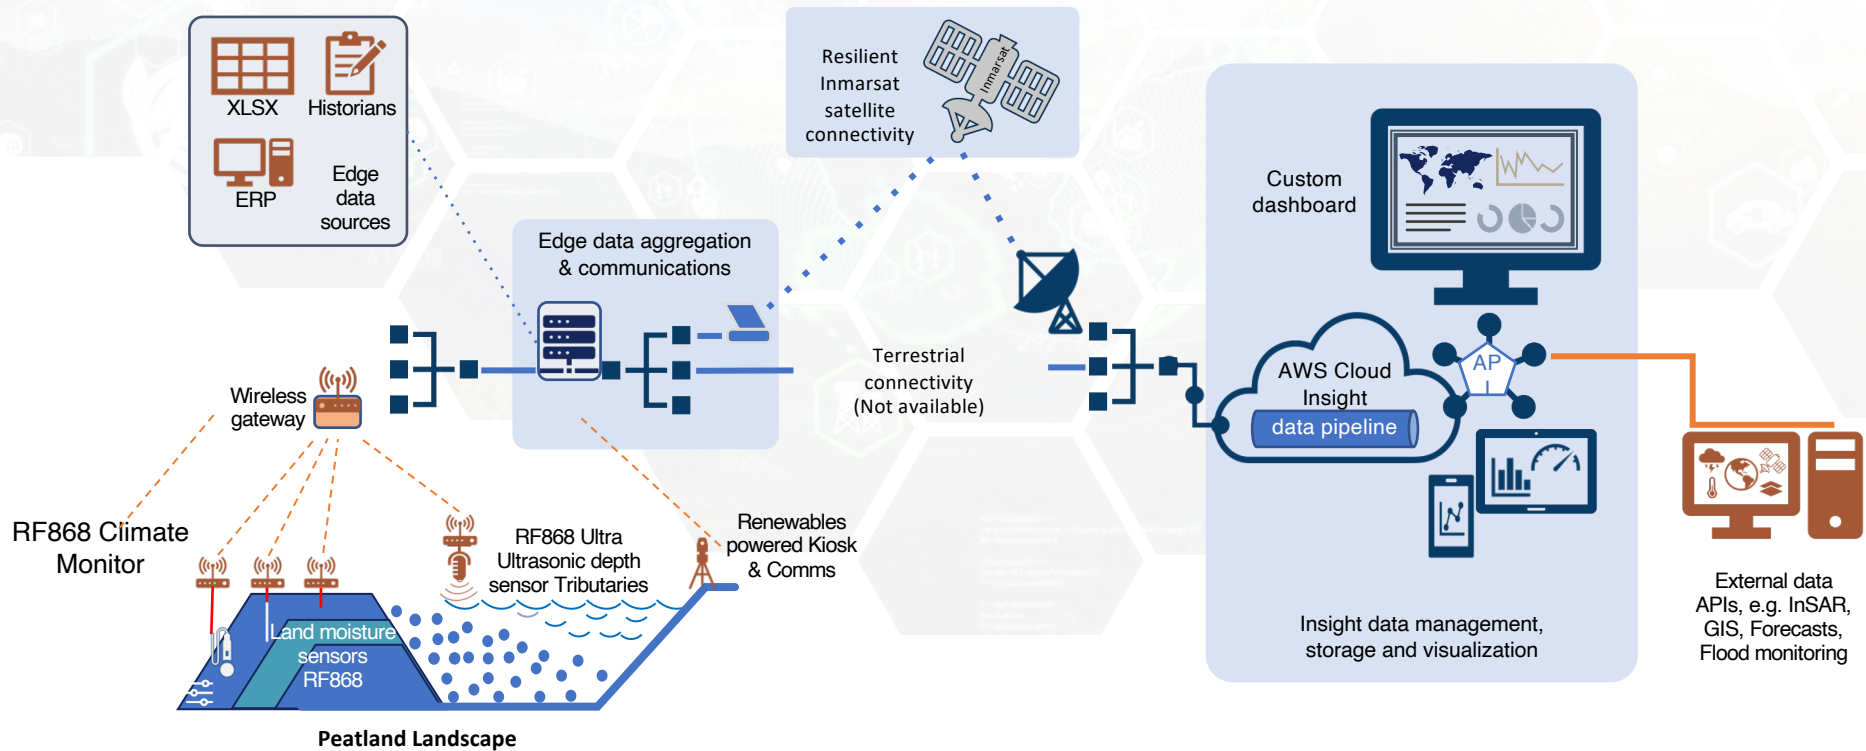 XLSX
Historians
ERP
Edge
data
sources
Resilient
Inmarsat
satellite
connectivity
Inmarsat
Edge data aggregation
& communications
Custom
dashboard
Wireless
gateway
Terrestrial
connectivity
(Not available)
AWS Cloud
Insight
data pipeline
AP
I
RF868 Climate
Monitor
RF868 Ultra
Ultrasonic depth
sensor Tributaries
Renewables
powered Kiosk
& Comms
Land moisture
sensors
RF868
Insight data management,
storage and visualization
External data
APIs, e.g. InSAR,
GIS, Forecasts,
Flood monitoring
Peatland Landscape